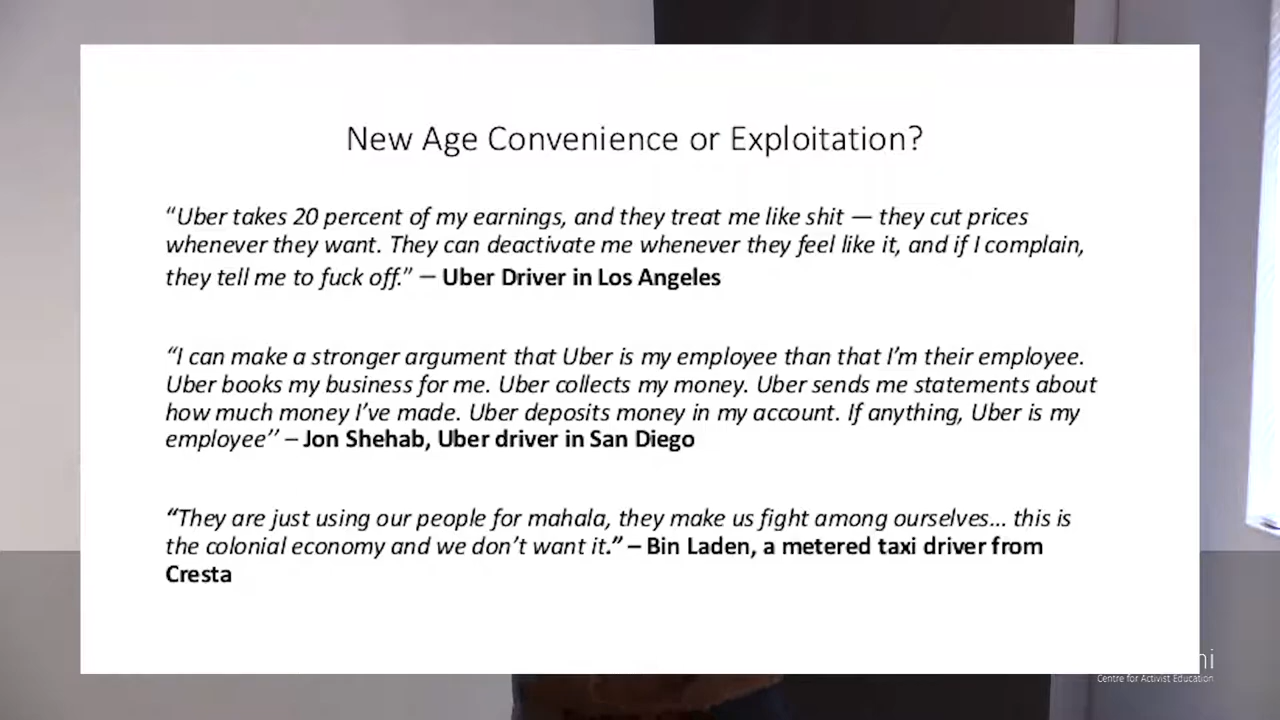 New Age Convenience or Exploitation?
“Uber takes 20 percent of my earnings, and they treat me like shit — they cut prices
whenever they want. They can deactivate me whenever they feel like it, and if I complain,
they tell me to fuck off.” — Uber Driver in Los Angeles
“I can make a stronger argument that Uber is my employee than that I’m their employee.
Uber books my business for me. Uber collects my money. Uber sends me statements about
how much money I’ve made. Uber deposits money in my account. If anything, Uber is my
employee’’ – Jon Shehab, Uber driver in San Diego
“They are just using our people for mahala, they make us fight among ourselves... this is
the colonial economy and we don’t want it.” – Bin Laden, a metered taxi driver from
Cresta
Centre for Activist Education